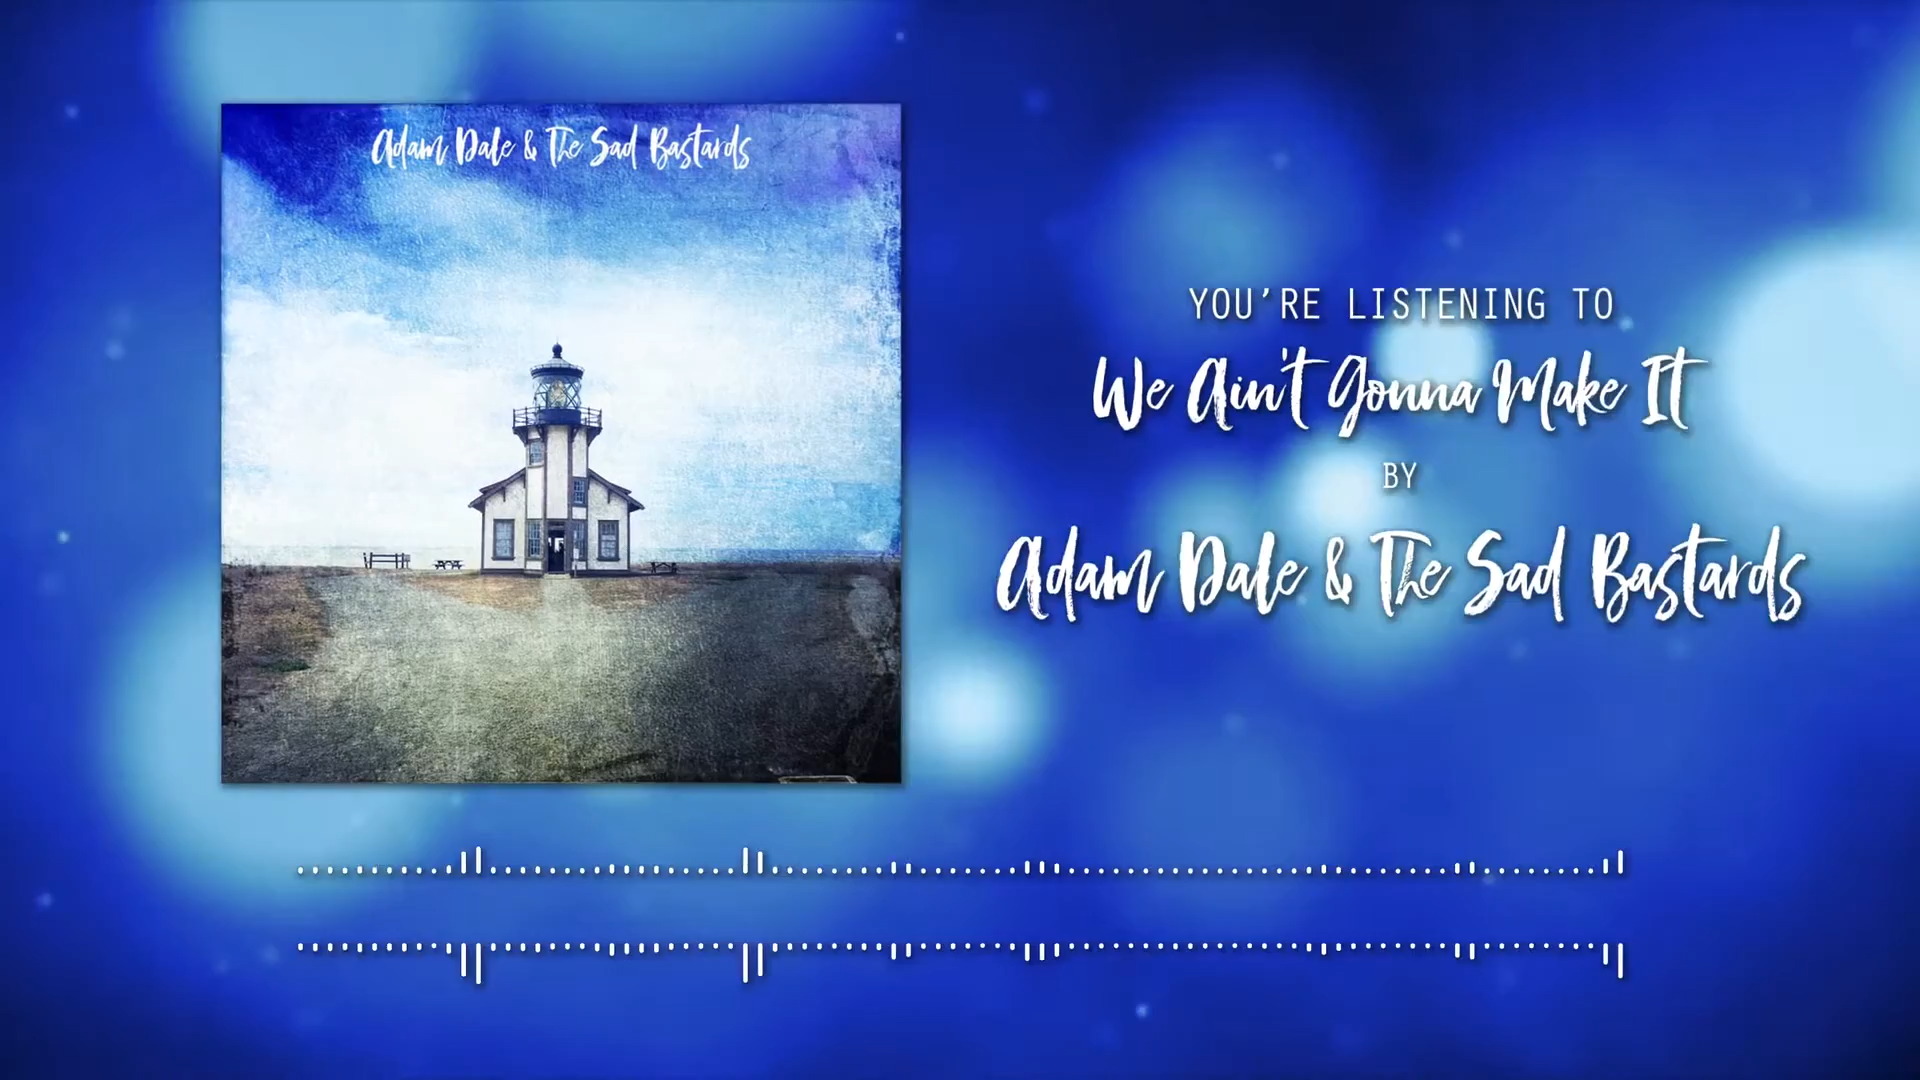 Adam Dale & The Sad Bastards
YOU'RE LISTENING TO
We Ain't Gonna Make It
BY
Adam Dale & The Sad Bastards